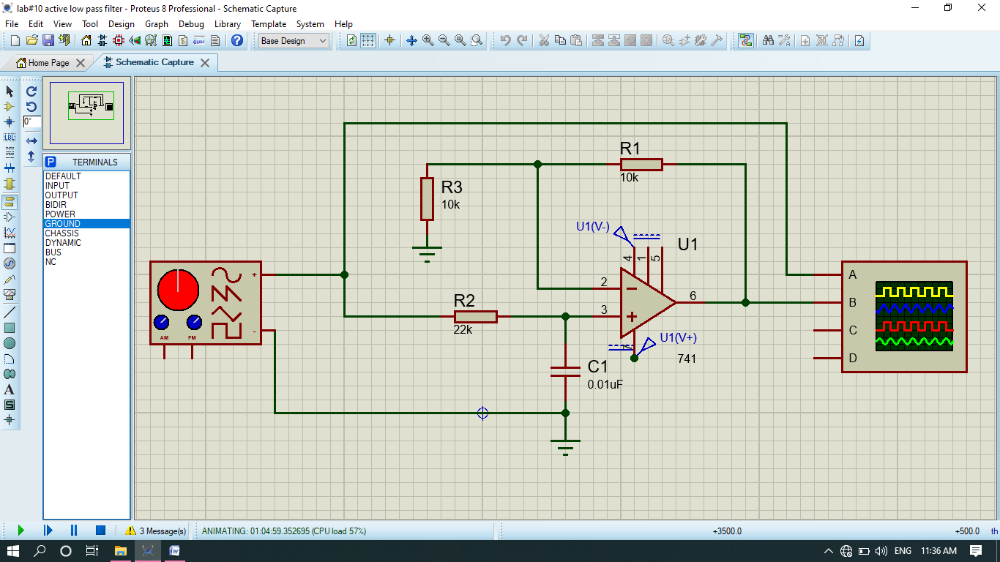 lab#10 active low pass filter - Proteus 8 Professional - Schematic Capture
File Edit View Tool Design Graph Debug Library Template System Help
Base Design
Home Page
Schematic Capture
0°
LBL
P TERMINALS
DEFAULT
INPUT
OUTPUT
BIDIR
POWER
GROUND
CHASSIS
DYNAMIC
BUS
NC
A
S
R1
10k
R3
10k
U1(V-)
4
1
5
U1
2
3
6
7
U1(V+)
741
R2
22k
C1
0.01uF
+
-
AM FM
A
B
C
D
3 Message(s)
ANIMATING: 01:04:59.352695 (CPU load 57%)
+3500.0
+500.0
th
ENG
11:36 AM